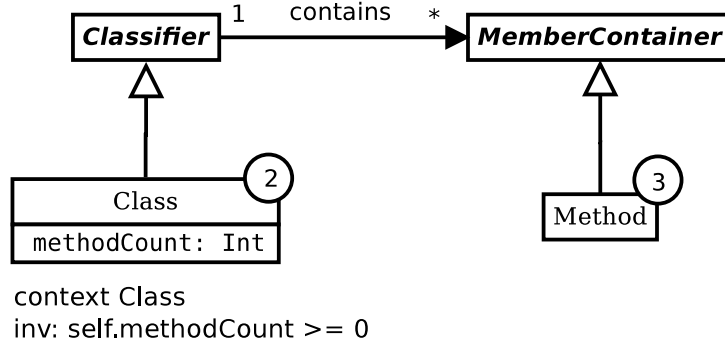 1 contains *
Classifier MemberContainer
2
3
Class
Method
methodCount: Int
context Class
inv: self.methodCount >= 0